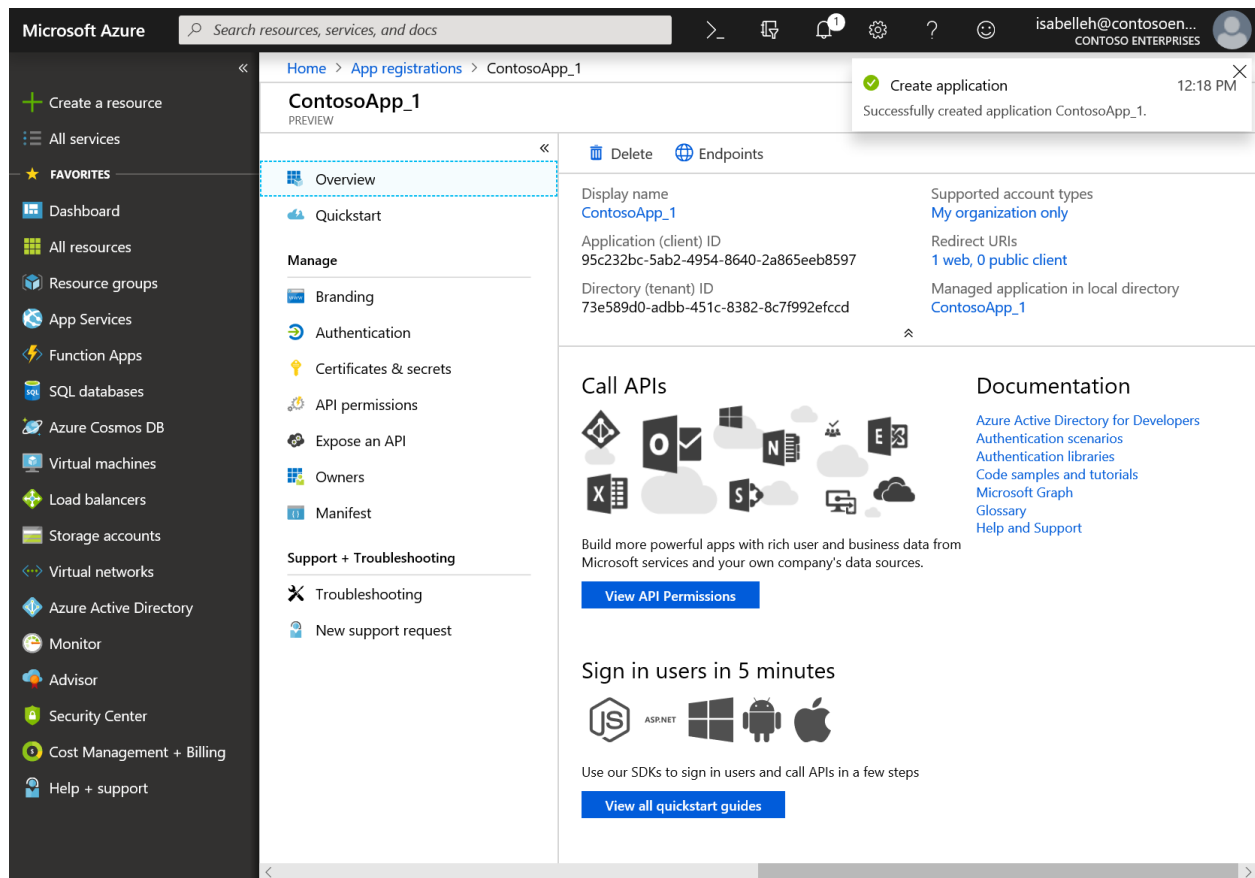 Microsoft Azure
Search resources, services, and docs
1
isabelleh@contosoen...
CONTOSO ENTERPRISES
Create a resource
All services
FAVORITES
Dashboard
All resources
Resource groups
App Services
Function Apps
SQL databases
Azure Cosmos DB
Virtual machines
Load balancers
Storage accounts
Virtual networks
Azure Active Directory
Monitor
Advisor
Security Center
Cost Management + Billing
Help + support
Home > App registrations > ContosoApp_1
ContosoApp_1
PREVIEW
Create application 12:18 PM
Successfully created application ContosoApp_1.
Overview
Quickstart
Manage
Branding
Authentication
Certificates & secrets
API permissions
Expose an API
Owners
Manifest
Support + Troubleshooting
Troubleshooting
New support request
Delete Endpoints
Display name
ContosoApp_1
Application (client) ID
95c232bc-5ab2-4954-8640-2a865eeb8597
Directory (tenant) ID
73e589d0-adbb-451c-8382-8c7f992efccd
Supported account types
My organization only
Redirect URIs
1 web, 0 public client
Managed application in local directory
ContosoApp_1
Call APIs
Build more powerful apps with rich user and business data from
Microsoft services and your own company's data sources.
View API Permissions
Documentation
Azure Active Directory for Developers
Authentication scenarios
Authentication libraries
Code samples and tutorials
Microsoft Graph
Glossary
Help and Support
Sign in users in 5 minutes
JS
ASP.NET
Use our SDKs to sign in users and call APIs in a few steps
View all quickstart guides